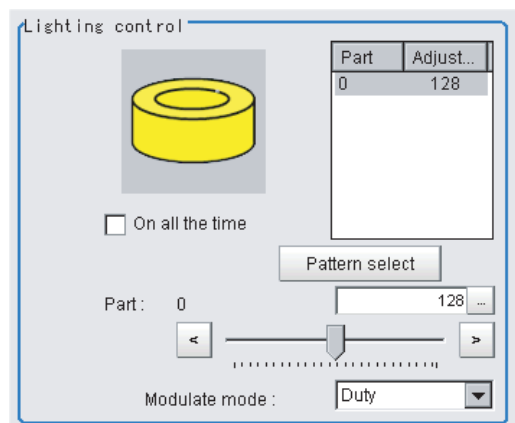 Lighting control
Part Adjust...
0 128
On all the time
Pattern select
Part : 0 128 ...
< >
Modulate mode : Duty